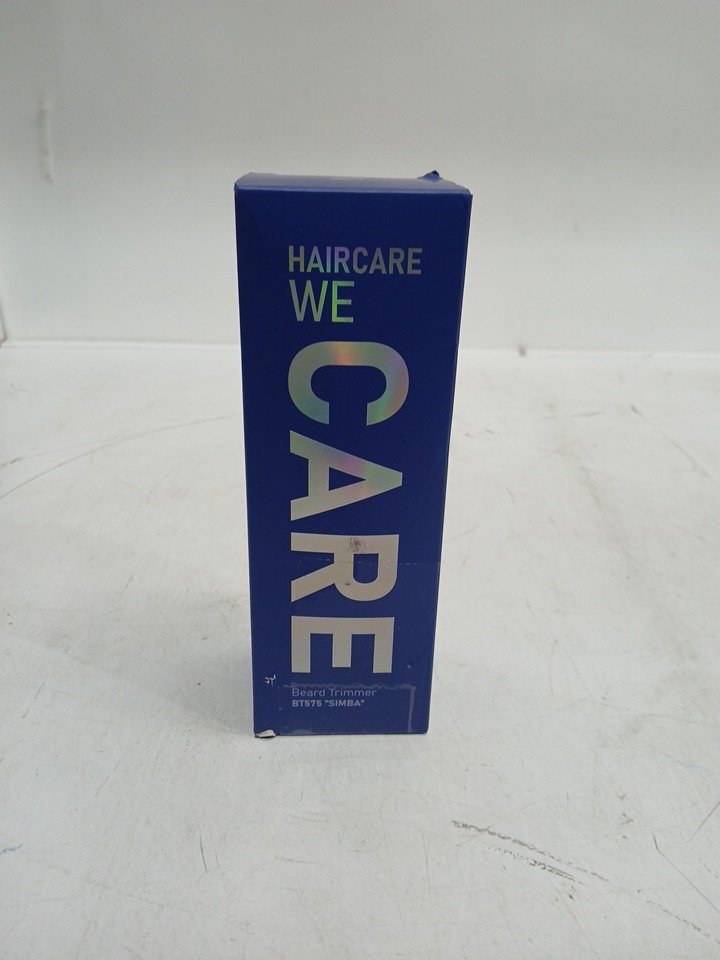 HAIRCARE
WE
CARE
Beard Trimmer
BT575 "SIMBA"